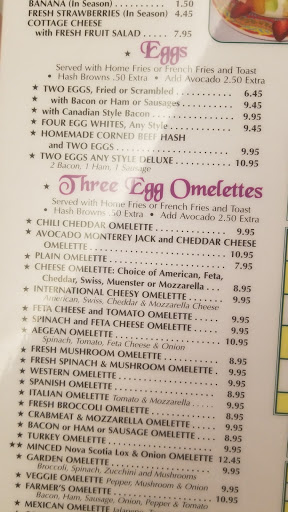 BANANA (In Season) . . . . . . . . . . 1.50
FRESH STRAWBERRIES (In Season) 4.45
COTTAGE CHEESE
with FRESH FRUIT SALAD . . . . . 7.95
★ Eggs
Served with Home Fries or French Fries and Toast
• Hash Browns .50 Extra • Add Avocado 2.50 Extra
★ TWO EGGS, Fried or Scrambled . . . . . . . . 6.45
★ with Bacon or Ham or Sausages . . . . . . . 9.45
★ with Canadian Style Bacon . . . . . . . . . . 9.95
★ FOUR EGG WHITES, Any Style . . . . . . . . 9.45
★ HOMEMADE CORNED BEEF HASH
and TWO EGGS . . . . . . . . . . . . . . . 9.95
★ TWO EGGS ANY STYLE DELUXE . . . . . . . 10.95
2 Bacon, 1 Ham, 1 Sausage
★ Three Egg Omelettes
Served with Home Fries or French Fries and Toast
• Hash Browns .50 Extra • Add Avocado 2.50 Extra
★ CHILI CHEDDAR OMELETTE . . . . . . . . . . 9.95
★ AVOCADO MONTEREY JACK and CHEDDAR CHEESE
OMELETTE . . . . . . . . . . . . . . . . . 10.95
★ PLAIN OMELETTE . . . . . . . . . . . . . . 7.95
★ CHEESE OMELETTE: Choice of American, Feta,
Cheddar, Swiss, Muenster or Mozzarella . . . . 8.95
★ INTERNATIONAL CHEESY OMELETTE . . . . . . 9.95
American, Swiss, Cheddar & Mozzarella Cheese
★ FETA CHEESE and TOMATO OMELETTE . . . . 9.95
★ SPINACH and FETA CHEESE OMELETTE . . . . 9.95
★ AEGEAN OMELETTE . . . . . . . . . . . . . 10.95
Spinach, Tomato, Feta Cheese & Onion
★ FRESH MUSHROOM OMELETTE . . . . . . . . 8.95
★ FRESH SPINACH & MUSHROOM OMELETTE . 9.95
★ WESTERN OMELETTE . . . . . . . . . . . . 9.95
★ SPANISH OMELETTE . . . . . . . . . . . . 8.95
★ ITALIAN OMELETTE Tomato & Mozzarella . . . . 9.95
★ FRESH BROCCOLI OMELETTE . . . . . . . . 8.95
★ CRABMEAT & MOZZARELLA OMELETTE . . . . 9.95
★ BACON or HAM or SAUSAGE OMELETTE . . . . 8.95
★ TURKEY OMELETTE . . . . . . . . . . . . 9.95
★★ MINCED Nova Scotia Lox & Onion OMELETTE 12.45
★ GARDEN OMELETTE . . . . . . . . . . . . 9.95
Broccoli, Spinach, Zucchini and Mushrooms
★ VEGGIE OMELETTE Pepper, Mushroom & Onion 9.95
★ FARMER'S OMELETTE . . . . . . . . . . . 10.95
Bacon, Ham, Sausage, Onion, Pepper & Tomato
★ MEXICAN OMELETTE